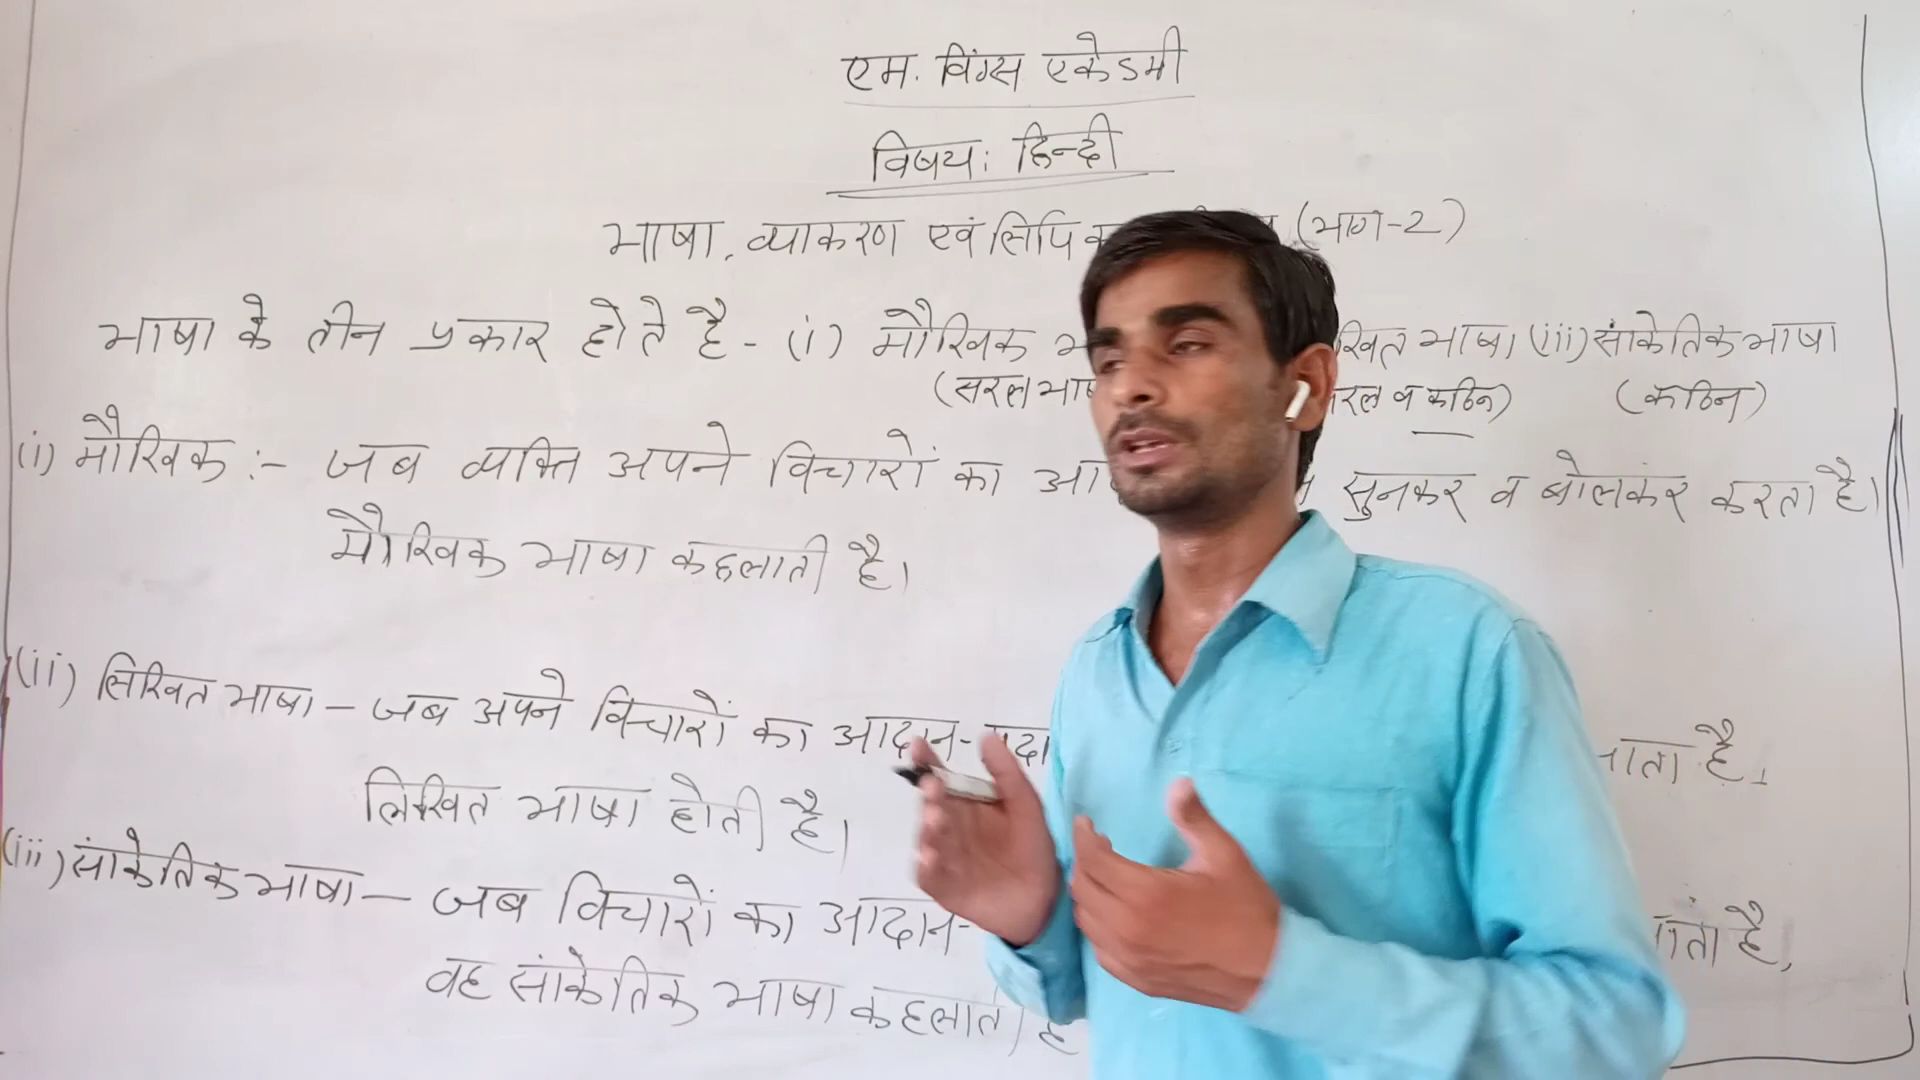 एम. विंग्स एकेडमी
विषय: हिन्दी
भाषा, व्याकरण एवं लिपि (भाग-2)
भाषा के तीन प्रकार होते है - (i) मौखिक भाषा (iii) सांकेतिक भाषा
(सरल व कठिन) (कठिन)
(i) मौखिक :- जब व्यक्ति अपने विचारों का सुनकर व बोलकर करता है।
मौखिक भाषा कहलाती है।
(ii) लिखित भाषा - जब अपने विचारों का आदान- है।
लिखित भाषा होती है।
(iii) सांकेतिक भाषा - जब विचारों का आदान- है,
वह सांकेतिक भाषा कहलाती है